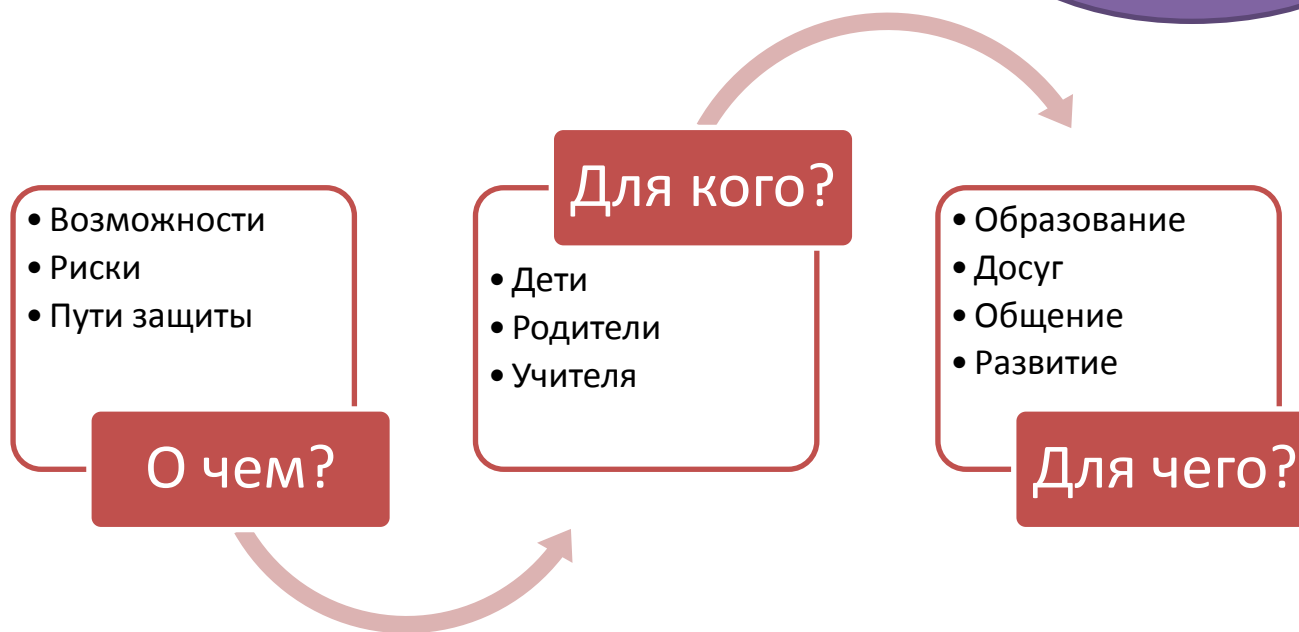 • Возможности
• Риски
• Пути защиты
О чем?
Для кого?
• Дети
• Родители
• Учителя
• Образование
• Досуг
• Общение
• Развитие
Для чего?